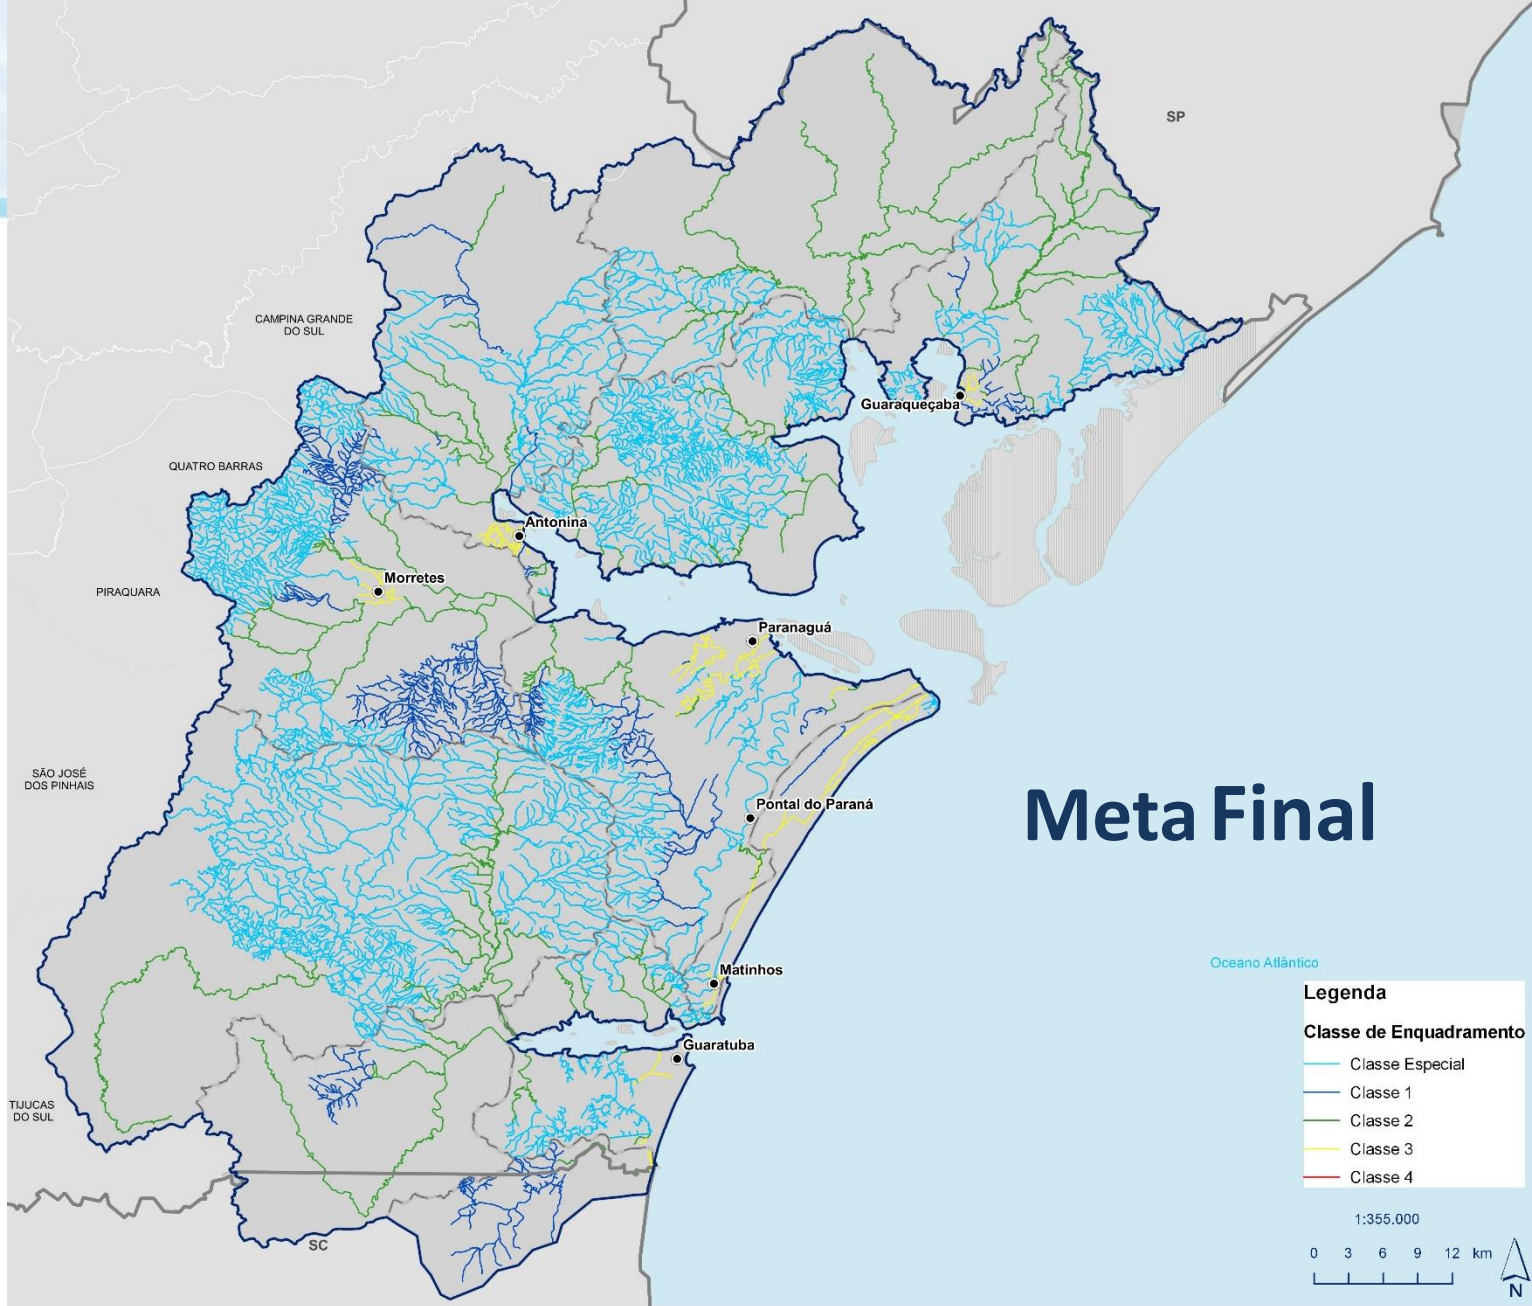 SP
CAMPINA GRANDE
DO SUL
Guaraqueçaba
QUATRO BARRAS
Antonina
Morretes
PIRAQUARA
Paranaguá
SÃO JOSÉ
DOS PINHAIS
Pontal do Paraná
Meta Final
Matinhos
Oceano Atlântico
Guaratuba
TIJUCAS
DO SUL
SC
Legenda
Classe de Enquadramento
Classe Especial
Classe 1
Classe 2
Classe 3
Classe 4
1:355.000
0 3 6 9 12 km
N